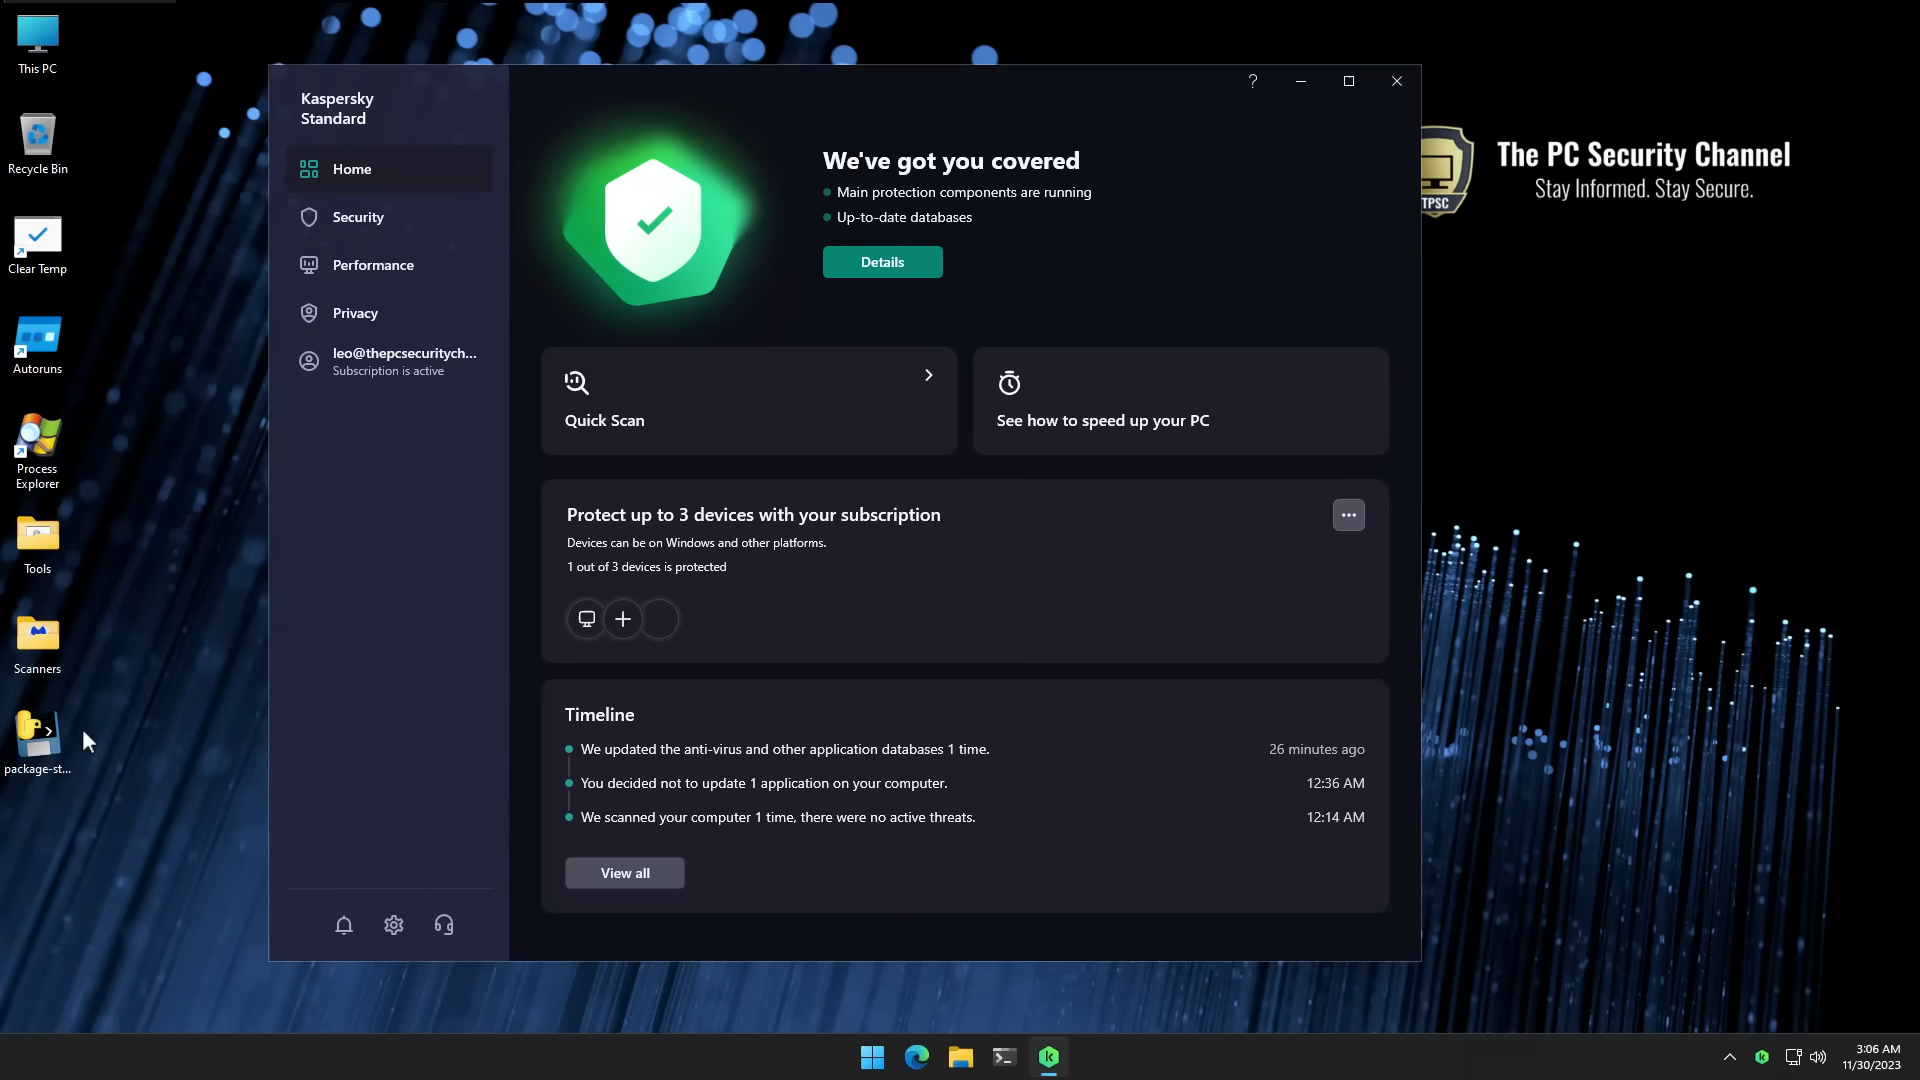 This PC
Recycle Bin
Clear Temp
Autoruns
Process
Explorer
Tools
Scanners
package-st...
Kaspersky
Standard
Home
Security
Performance
Privacy
leo@thepcsecuritych...
Subscription is active
?
We've got you covered
Main protection components are running
Up-to-date databases
Details
Quick Scan
See how to speed up your PC
Protect up to 3 devices with your subscription
Devices can be on Windows and other platforms.
1 out of 3 devices is protected
Timeline
We updated the anti-virus and other application databases 1 time. 26 minutes ago
You decided not to update 1 application on your computer. 12:36 AM
We scanned your computer 1 time, there were no active threats. 12:14 AM
View all
TPSC
The PC Security Channel
Stay Informed. Stay Secure.
3:06 AM
11/30/2023